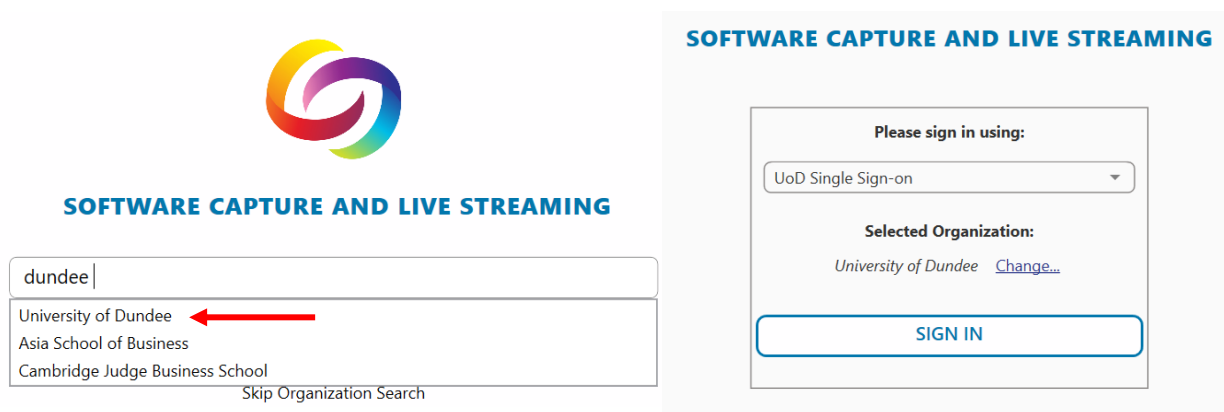 SOFTWARE CAPTURE AND LIVE STREAMING
dundee
University of Dundee
Asia School of Business
Cambridge Judge Business School
Skip Organization Search
SOFTWARE CAPTURE AND LIVE STREAMING
Please sign in using:
UoD Single Sign-on
Selected Organization:
University of Dundee Change...
SIGN IN